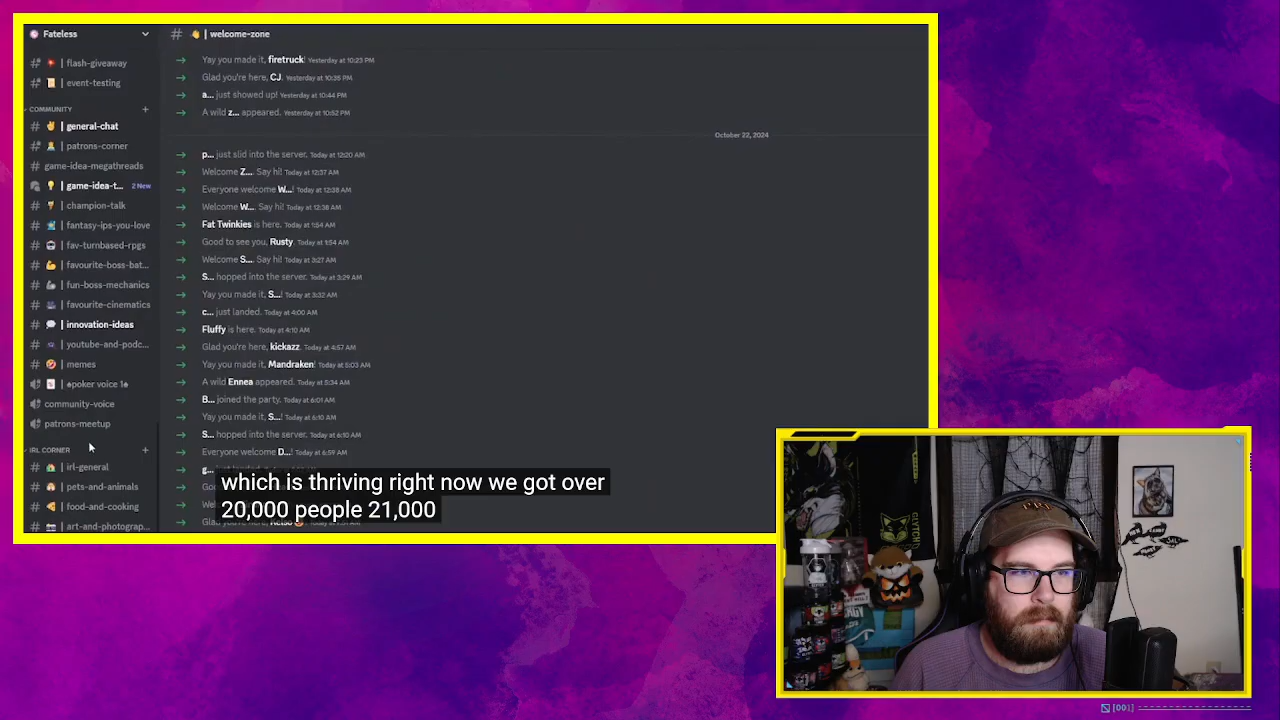 Fateless
# | welcome-zone
| flash-giveaway
| event-testing
COMMUNITY
| general-chat
| patrons-corner
game-idea-megathreads
| game-idea-t... 2 New
| champion-talk
| fantasy-ips-you-love
| fav-turnbased-rpgs
| favourite-boss-bat...
| fun-boss-mechanics
| favourite-cinematics
| innovation-ideas
| youtube-and-podc...
| memes
| ♠poker voice 1♠
community-voice
patrons-meetup
IRL CORNER
| irl-general
| pets-and-animals
| food-and-cooking
| art-and-photograp...
Yay you made it, firetruck! Yesterday at 10:23 PM
Glad you're here, CJ. Yesterday at 10:35 PM
a... just showed up! Yesterday at 10:44 PM
A wild z... appeared. Yesterday at 10:52 PM
October 22, 2024
p... just slid into the server. Today at 12:20 AM
Welcome Z.... Say hi! Today at 12:37 AM
Everyone welcome W...! Today at 12:38 AM
Welcome W.... Say hi! Today at 12:38 AM
Fat Twinkies is here. Today at 1:54 AM
Good to see you, Rusty. Today at 1:54 AM
Welcome S.... Say hi! Today at 3:27 AM
S... hopped into the server. Today at 3:29 AM
Yay you made it, S...! Today at 3:32 AM
c... just landed. Today at 4:00 AM
Fluffy is here. Today at 4:10 AM
Glad you're here, kickazz. Today at 4:57 AM
Yay you made it, Mandraken! Today at 5:03 AM
A wild Ennea appeared. Today at 5:34 AM
B... joined the party. Today at 6:01 AM
Yay you made it, S...! Today at 6:10 AM
S... hopped into the server. Today at 6:10 AM
Everyone welcome D...! Today at 6:59 AM
g...
which is thriving right now we got over
20,000 people 21,000
GLYTCH
[001]